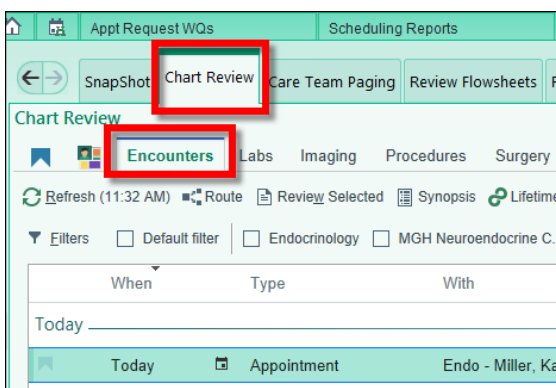 Appt Request WQs Scheduling Reports
SnapShot Chart Review Care Team Paging Review Flowsheets
Chart Review
Encounters Labs Imaging Procedures Surgery
Refresh (11:32 AM) Route Review Selected Synopsis Lifetime
Filters Default filter Endocrinology MGH Neuroendocrine C.
When Type With
Today
Today Appointment Endo - Miller, Ka